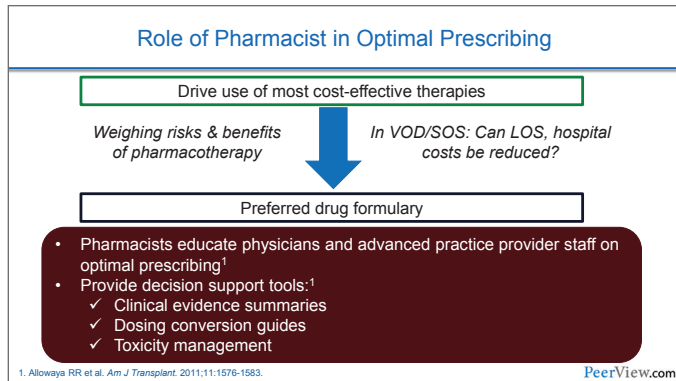 Role of Pharmacist in Optimal Prescribing
Drive use of most cost-effective therapies
Weighing risks & benefits
of pharmacotherapy
In VOD/SOS: Can LOS, hospital
costs be reduced?
Preferred drug formulary
• Pharmacists educate physicians and advanced practice provider staff on
optimal prescribing1
• Provide decision support tools:1
✓ Clinical evidence summaries
✓ Dosing conversion guides
✓ Toxicity management
1. Allowaya RR et al. Am J Transplant. 2011;11:1576-1583.
PeerView.com